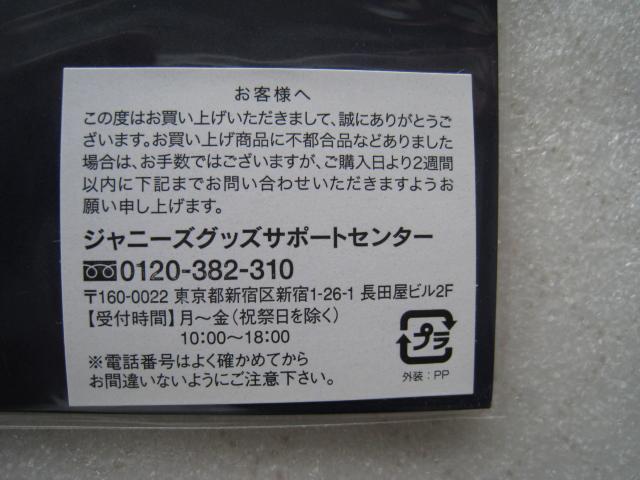 お客様へ
この度はお買い上げいただきまして、誠にありがとうご
ざいます。お買い上げ商品に不都合品などありました
場合は、お手数ではございますが、ご購入日より2週間
以内に下記までお問い合わせいただきますようお
願い申し上げます。
ジャニーズグッズサポートセンター
0120-382-310
〒160-0022 東京都新宿区新宿1-26-1 長田屋ビル2F
【受付時間】月〜金(祝祭日を除く)
10:00〜18:00
※電話番号はよく確かめてから
お間違いないようにご注意下さい。
プラ
外装:PP